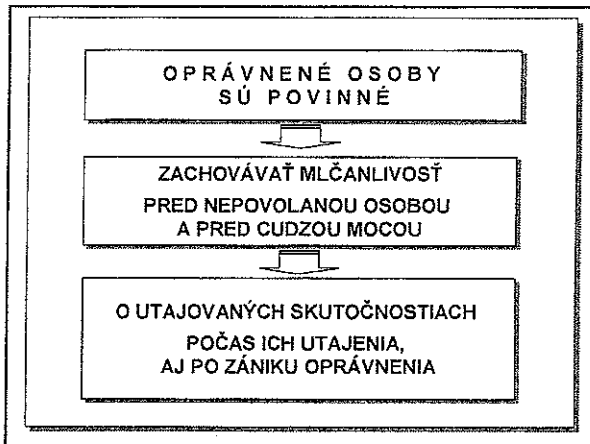 OPRÁVNENÉ OSOBY
SÚ POVINNÉ
ZACHOVÁVAŤ MLČANLIVOSŤ
PRED NEPOVOLANOU OSOBOU
A PRED CUDZOU MOCOU
O UTAJOVANÝCH SKUTOČNOSTIACH
POČAS ICH UTAJENIA,
AJ PO ZÁNIKU OPRÁVNENIA